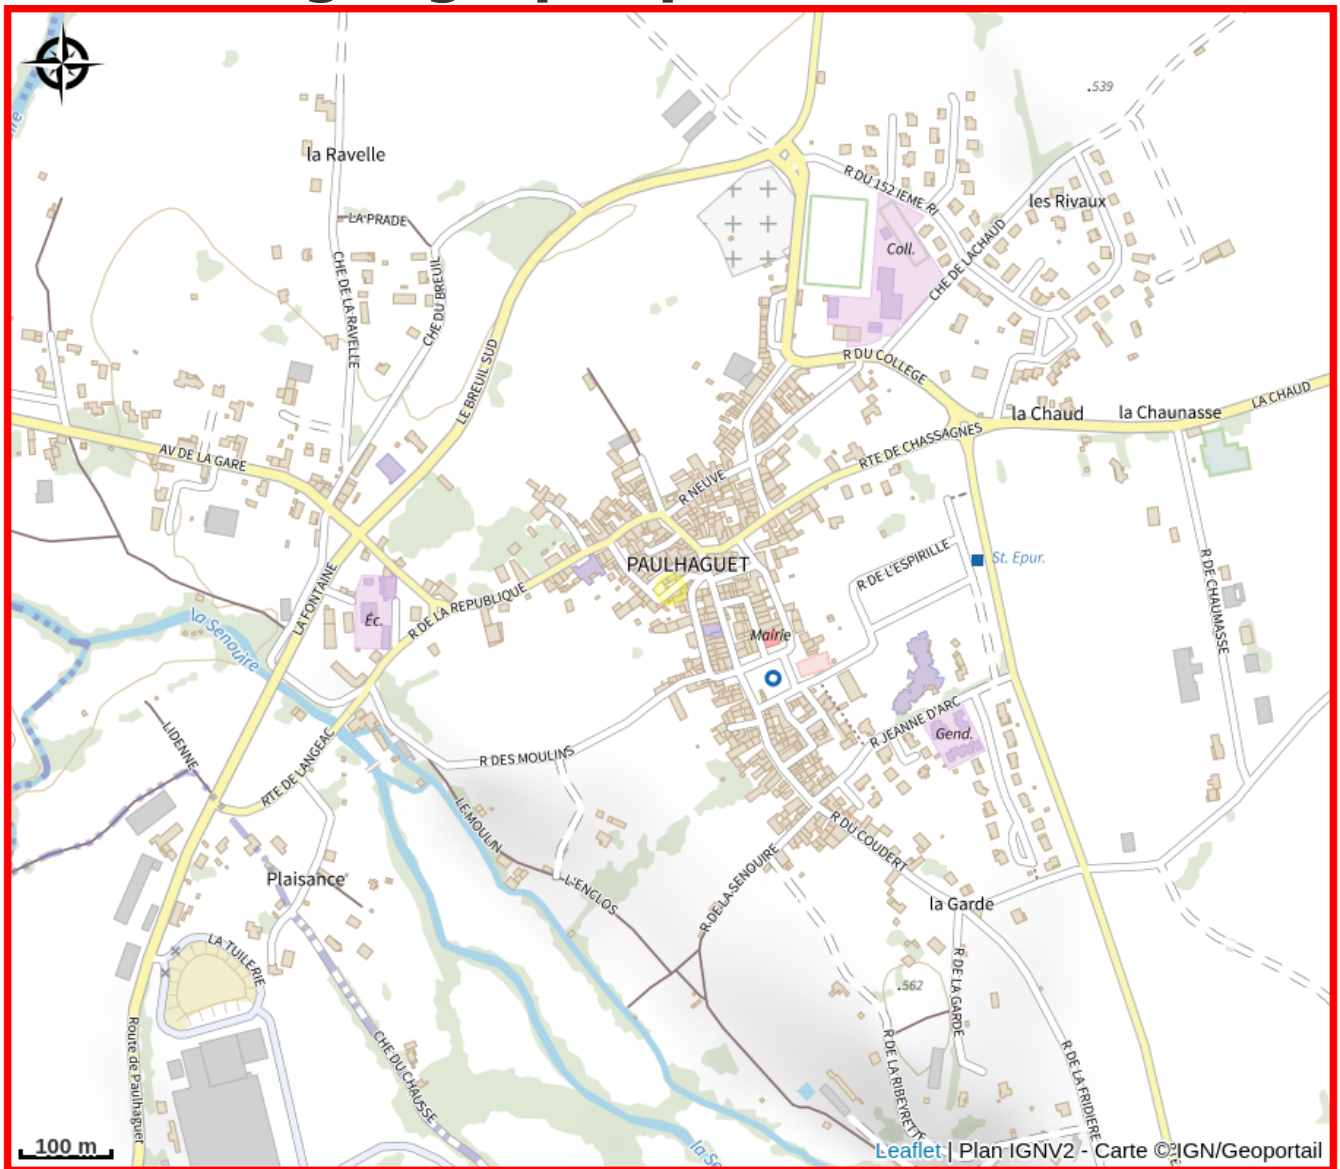 .539
la Ravelle
R DU 152 IEME RI
les Rivaux
LA PRADE
Coll.
CHE DE LACHAUD
CHE DE LA RAVELLE
CHE DU BREUIL
LE BREUIL SUD
R DU COLLEGE
LA CHAUD
la Chaud
la Chaunasse
AV DE LA GARE
RTE DE CHASSAGNES
R NEUVE
PAULHAGUET
St. Epur.
R DE L'ESPIRILLE
R DE CHAUMASSE
LA FONTAINE
R DE LA REPUBLIQUE
Éc.
la Senouire
Mairie
R JEANNE D'ARC
Gend.
LIDENNE
RTE DE LANGEAC
R DES MOULINS
LE MOULIN
R DU COUDERT
Plaisance
L'ENCLOS
R DE LA SENOUIRE
la Garde
LA TUILERIE
.562
R DE LA GARDE
Route de Paulhaguet
CHE DU CHAUSSE
R DE LA RIBEYRETTE
R DE LA FRIDIERE
100 m
la Se
Leaflet | Plan IGNV2 - Carte © IGN/Geoportail